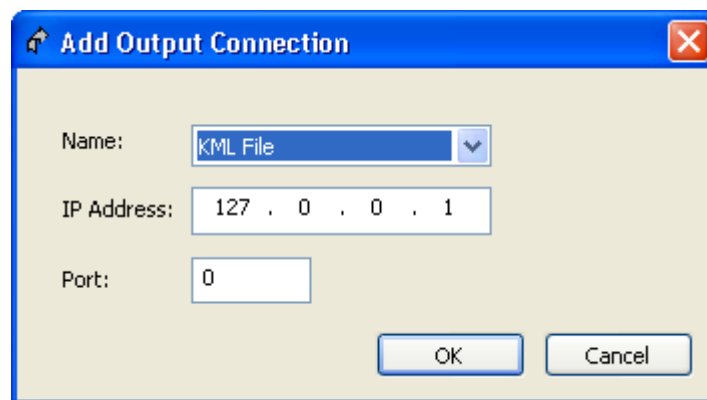 Add Output Connection
Name: KML File
IP Address: 127 . 0 . 0 . 1
Port: 0
OK Cancel